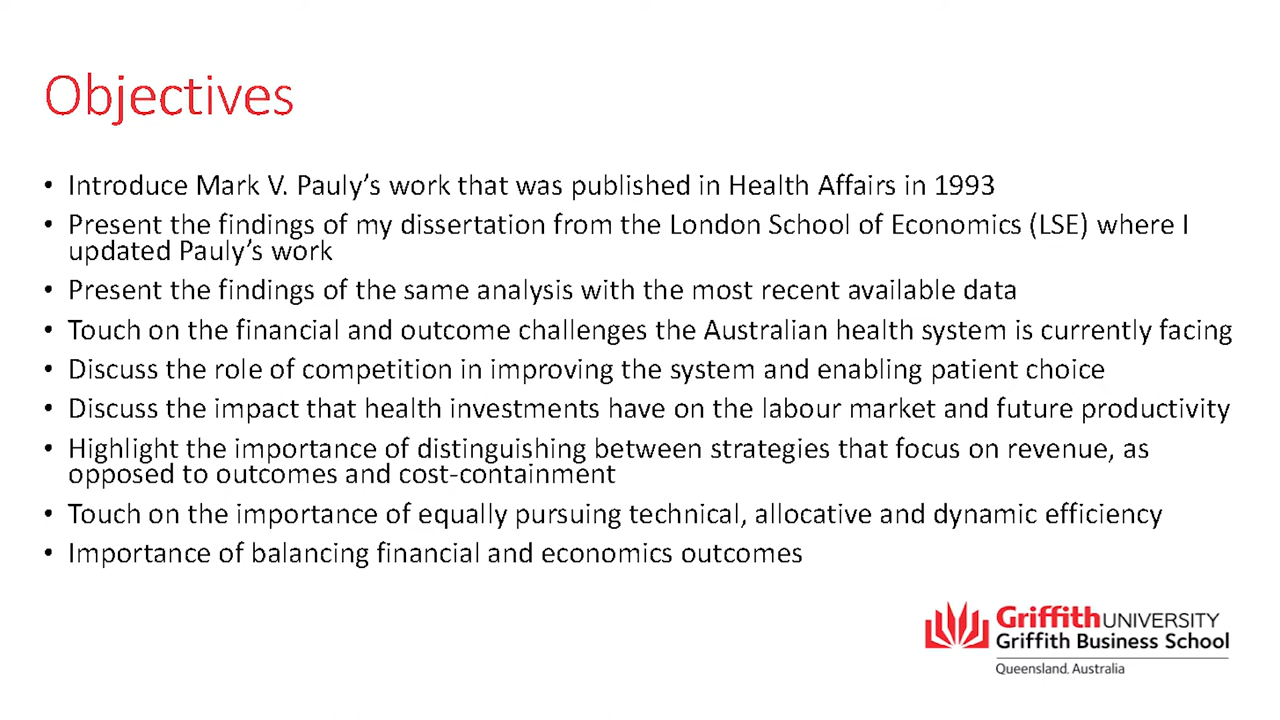 Objectives
• Introduce Mark V. Pauly’s work that was published in Health Affairs in 1993
• Present the findings of my dissertation from the London School of Economics (LSE) where I
updated Pauly’s work
• Present the findings of the same analysis with the most recent available data
• Touch on the financial and outcome challenges the Australian health system is currently facing
• Discuss the role of competition in improving the system and enabling patient choice
• Discuss the impact that health investments have on the labour market and future productivity
• Highlight the importance of distinguishing between strategies that focus on revenue, as
opposed to outcomes and cost-containment
• Touch on the importance of equally pursuing technical, allocative and dynamic efficiency
• Importance of balancing financial and economics outcomes
Griffith UNIVERSITY
Griffith Business School
Queensland, Australia